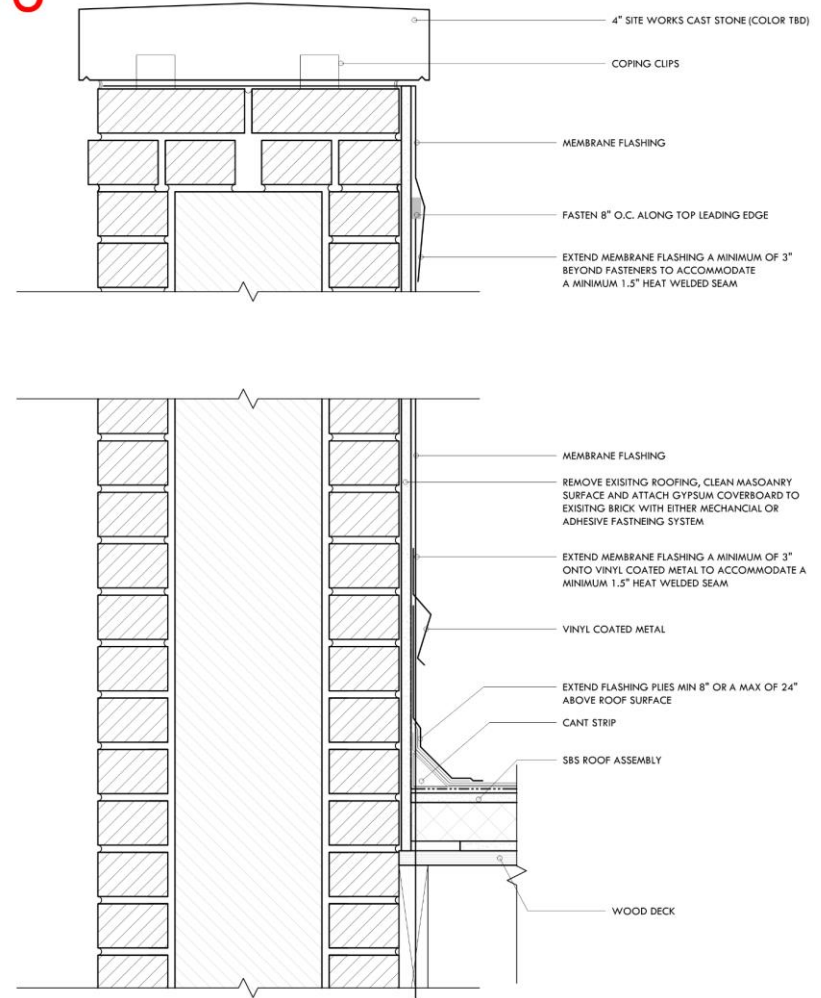 4" SITE WORKS CAST STONE (COLOR TBD)
COPING CLIPS
MEMBRANE FLASHING
FASTEN 8" O.C. ALONG TOP LEADING EDGE
EXTEND MEMBRANE FLASHING A MINIMUM OF 3"
BEYOND FASTENERS TO ACCOMMODATE
A MINIMUM 1.5" HEAT WELDED SEAM
MEMBRANE FLASHING
REMOVE EXISITNG ROOFING, CLEAN MASOANRY
SURFACE AND ATTACH GYPSUM COVERBOARD TO
EXISITNG BRICK WITH EITHER MECHANCIAL OR
ADHESIVE FASTNEING SYSTEM
EXTEND MEMBRANE FLASHING A MINIMUM OF 3"
ONTO VINYL COATED METAL TO ACCOMMODATE A
MINIMUM 1.5" HEAT WELDED SEAM
VINYL COATED METAL
EXTEND FLASHING PLIES MIN 8" OR A MAX OF 24"
ABOVE ROOF SURFACE
CANT STRIP
SBS ROOF ASSEMBLY
WOOD DECK